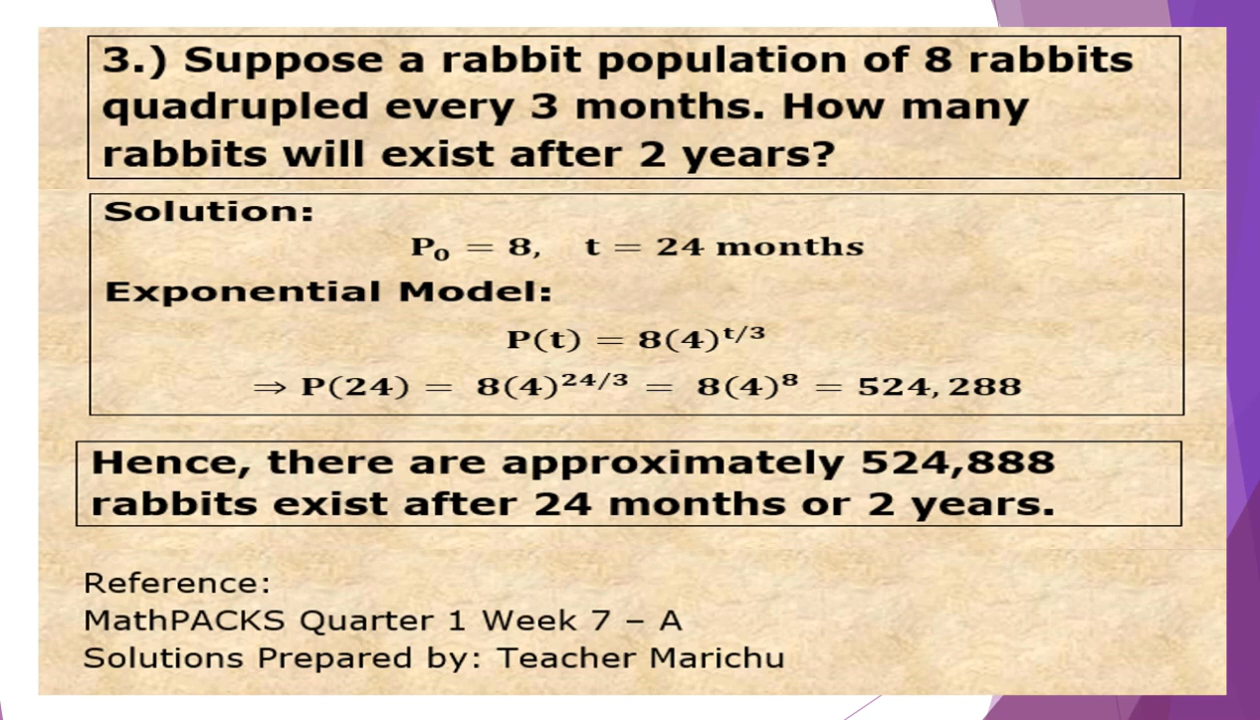 3.) Suppose a rabbit population of 8 rabbits
quadrupled every 3 months. How many
rabbits will exist after 2 years?
Solution:
P₀ = 8, t = 24 months
Exponential Model:
P(t) = 8(4)^{t/3}
⇒ P(24) = 8(4)^{24/3} = 8(4)^8 = 524,288
Hence, there are approximately 524,888
rabbits exist after 24 months or 2 years.
Reference:
MathPACKS Quarter 1 Week 7 – A
Solutions Prepared by: Teacher Marichu